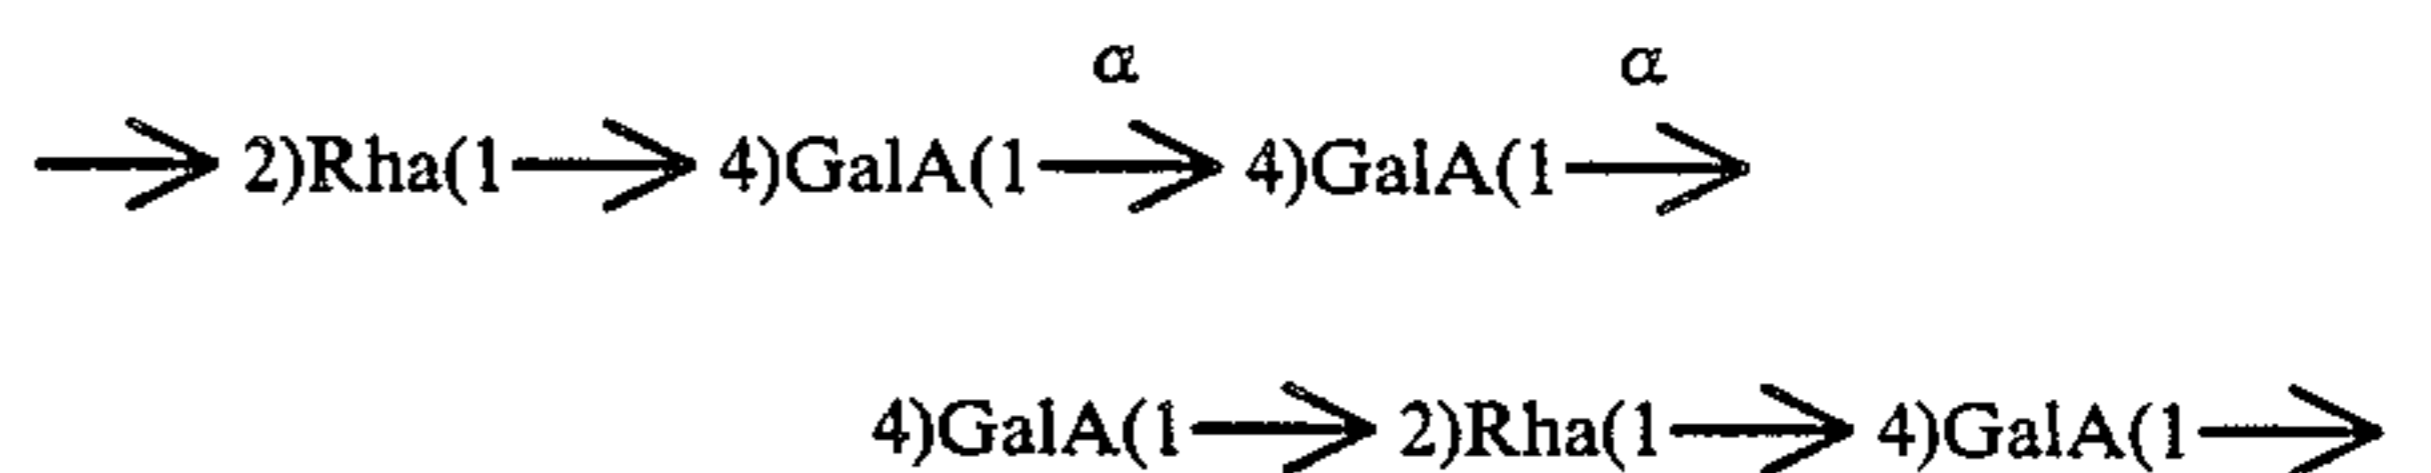 α α
→ 2)Rha(1 → 4)GalA(1 → 4)GalA(1 →
4)GalA(1 → 2)Rha(1 → 4)GalA(1 →